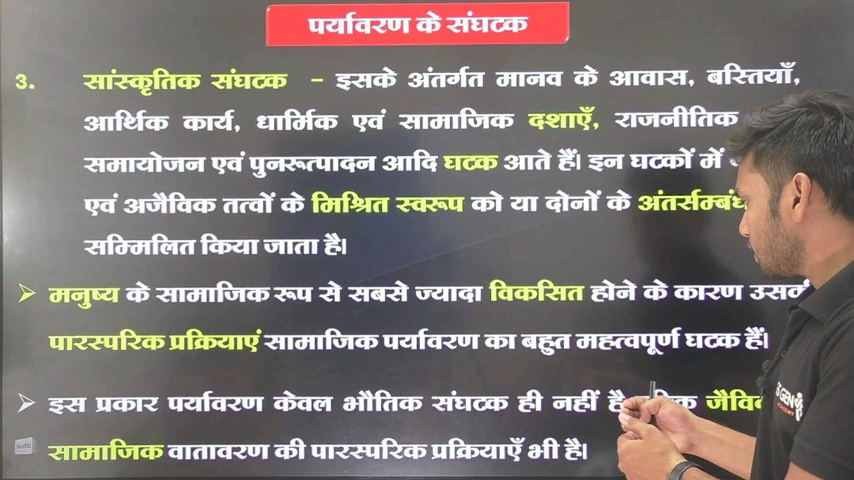 पर्यावरण के संघटक
3. सांस्कृतिक संघटक – इसके अंतर्गत मानव के आवास, बस्तियाँ,
आर्थिक कार्य, धार्मिक एवं सामाजिक दशाएँ, राजनीतिक
समायोजन एवं पुनरूत्पादन आदि घटक आते हैं। इन घटकों में
एवं अजैविक तत्वों के मिश्रित स्वरूप को या दोनों के अंतर्सम्बंध
सम्मिलित किया जाता है।
➢ मनुष्य के सामाजिक रूप से सबसे ज्यादा विकसित होने के कारण
पारस्परिक प्रक्रियाएं सामाजिक पर्यावरण का बहुत महत्वपूर्ण घटक हैं।
➢ इस प्रकार पर्यावरण केवल भौतिक संघटक ही नहीं
सामाजिक वातावरण की पारस्परिक प्रक्रियाएँ भी है।